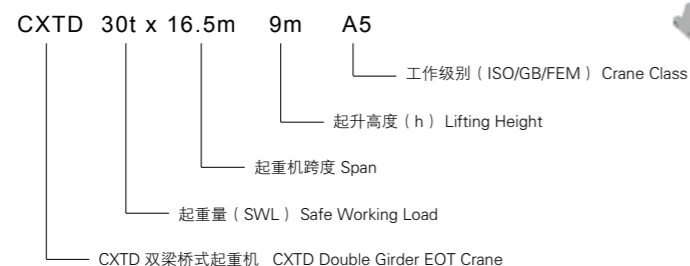 CXTD 30t x 16.5m 9m A5
工作级别（ISO/GB/FEM） Crane Class
起升高度（h） Lifting Height
起重机跨度 Span
起重量（SWL） Safe Working Load
CXTD 双梁桥式起重机 CXTD Double Girder EOT Crane